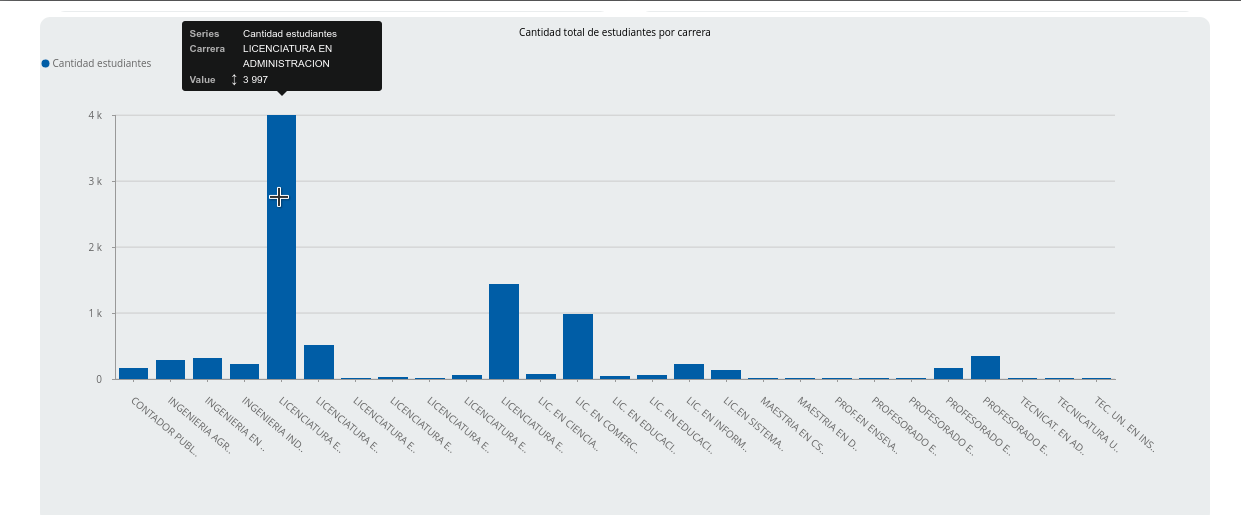 Cantidad total de estudiantes por carrera
Series Cantidad estudiantes
Carrera LICENCIATURA EN
ADMINISTRACION
Value 3 997
Cantidad estudiantes
4 k
3 k
2 k
1 k
0
CONTADOR PUBL..
INGENIERIA AGR..
INGENIERIA EN ..
INGENIERIA IND..
LICENCIATURA E..
LICENCIATURA E..
LICENCIATURA E..
LICENCIATURA E..
LICENCIATURA E..
LICENCIATURA E..
LICENCIATURA E..
LIC. EN CIENCIA..
LIC. EN COMERC..
LIC. EN EDUCACI..
LIC. EN EDUCACI..
LIC. EN INFORM..
LIC.EN SISTEMA..
MAESTRIA EN CS..
MAESTRIA EN D..
PROF.EN ENSE\A..
PROFESORADO E..
PROFESORADO E..
PROFESORADO E..
PROFESORADO E..
TECNICAT. EN AD..
TECNICATURA U..
TEC. UN. EN INS..